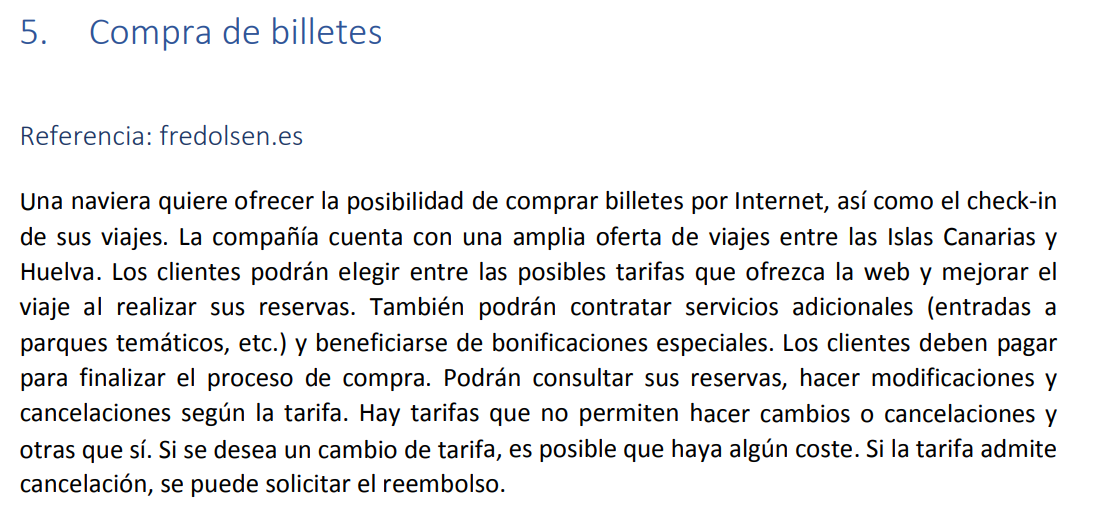 5. Compra de billetes
Referencia: fredolsen.es
Una naviera quiere ofrecer la posibilidad de comprar billetes por Internet, así como el check-in
de sus viajes. La compañía cuenta con una amplia oferta de viajes entre las Islas Canarias y
Huelva. Los clientes podrán elegir entre las posibles tarifas que ofrezca la web y mejorar el
viaje al realizar sus reservas. También podrán contratar servicios adicionales (entradas a
parques temáticos, etc.) y beneficiarse de bonificaciones especiales. Los clientes deben pagar
para finalizar el proceso de compra. Podrán consultar sus reservas, hacer modificaciones y
cancelaciones según la tarifa. Hay tarifas que no permiten hacer cambios o cancelaciones y
otras que sí. Si se desea un cambio de tarifa, es posible que haya algún coste. Si la tarifa admite
cancelación, se puede solicitar el reembolso.